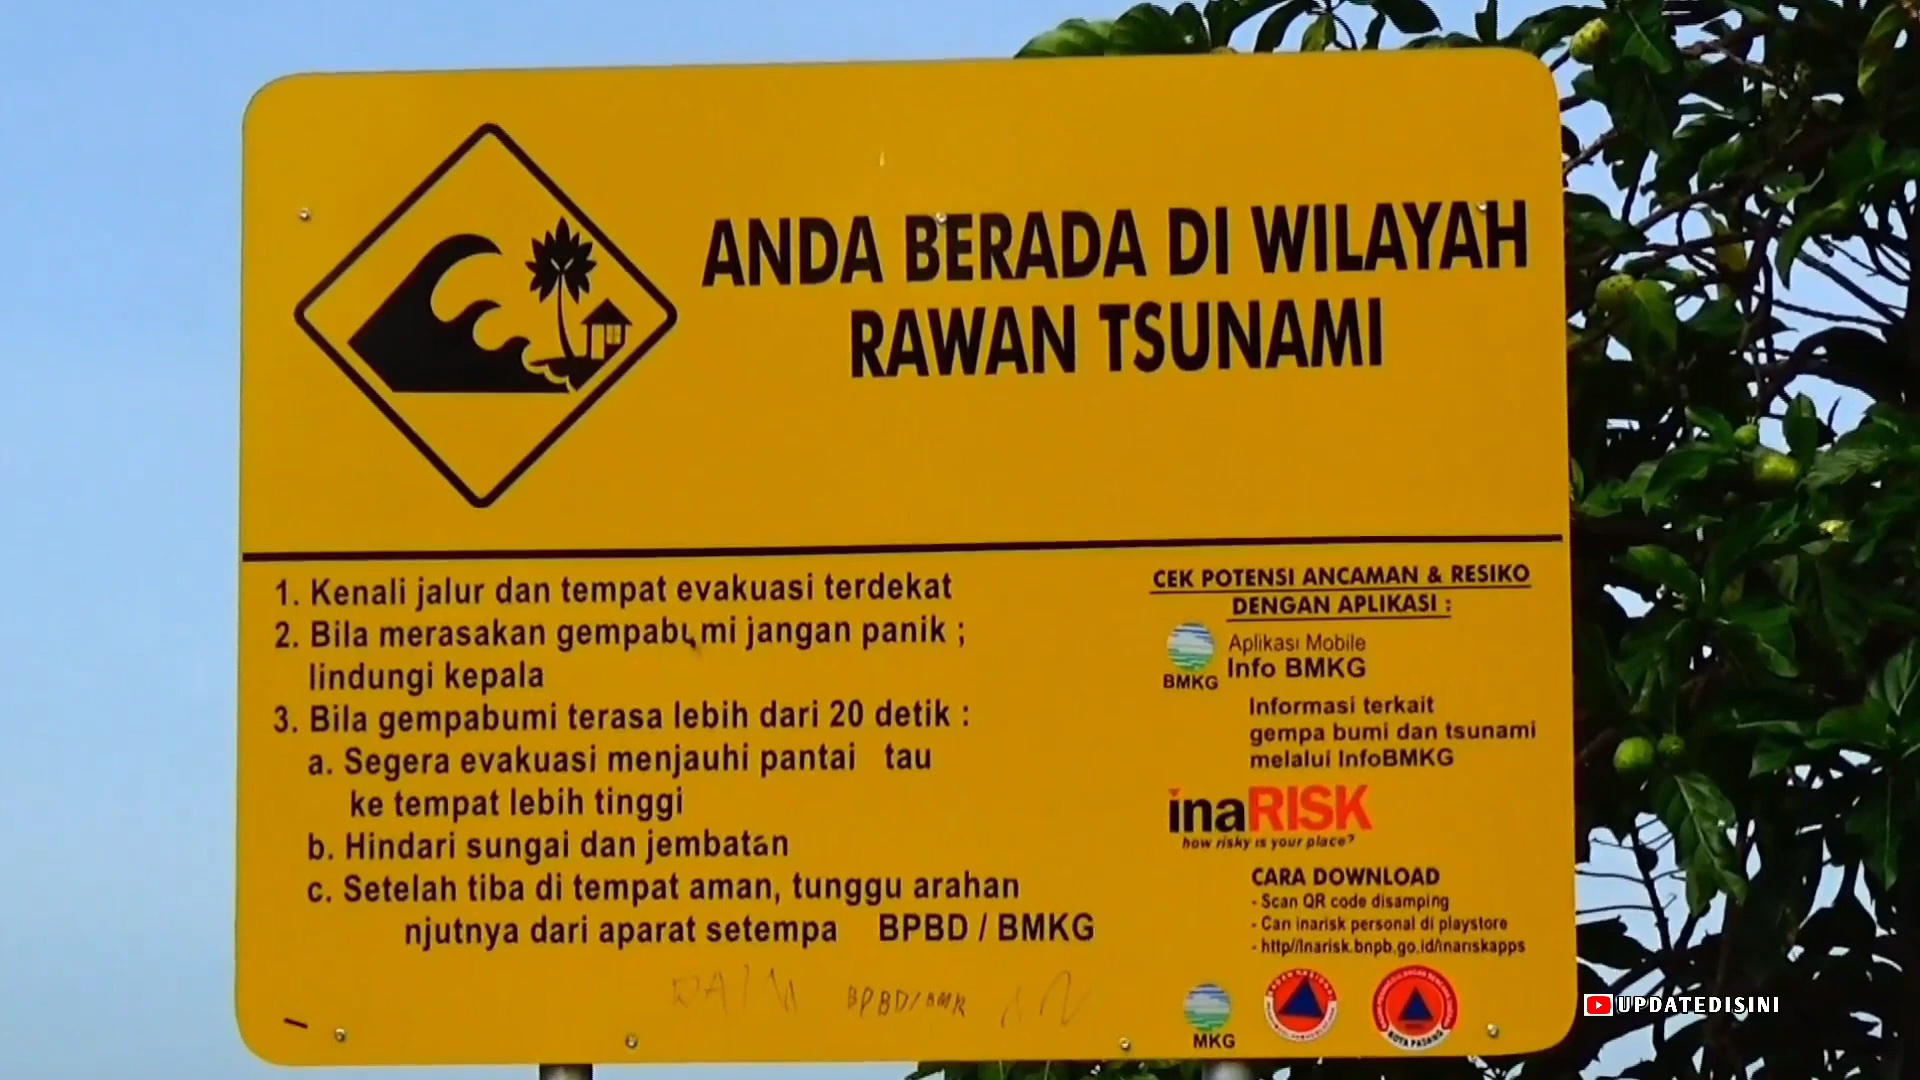 ANDA BERADA DI WILAYAH
RAWAN TSUNAMI
1. Kenali jalur dan tempat evakuasi terdekat
2. Bila merasakan gempabumi jangan panik ;
lindungi kepala
3. Bila gempabumi terasa lebih dari 20 detik :
a. Segera evakuasi menjauhi pantai tau
ke tempat lebih tinggi
b. Hindari sungai dan jembatan
c. Setelah tiba di tempat aman, tunggu arahan
njutnya dari aparat setempa BPBD / BMKG
BPBD/BMK
CEK POTENSI ANCAMAN & RESIKO
DENGAN APLIKASI :
BMKG
Aplikasi Mobile
Info BMKG
Informasi terkait
gempa bumi dan tsunami
melalui InfoBMKG
inaRISK
how risky is your place?
CARA DOWNLOAD
- Scan QR code disamping
- Can inarisk personal di playstore
- http//inarisk.bnpb.go.id/inariskapps
MKG
KOTA PADANG
UPDATEDISINI